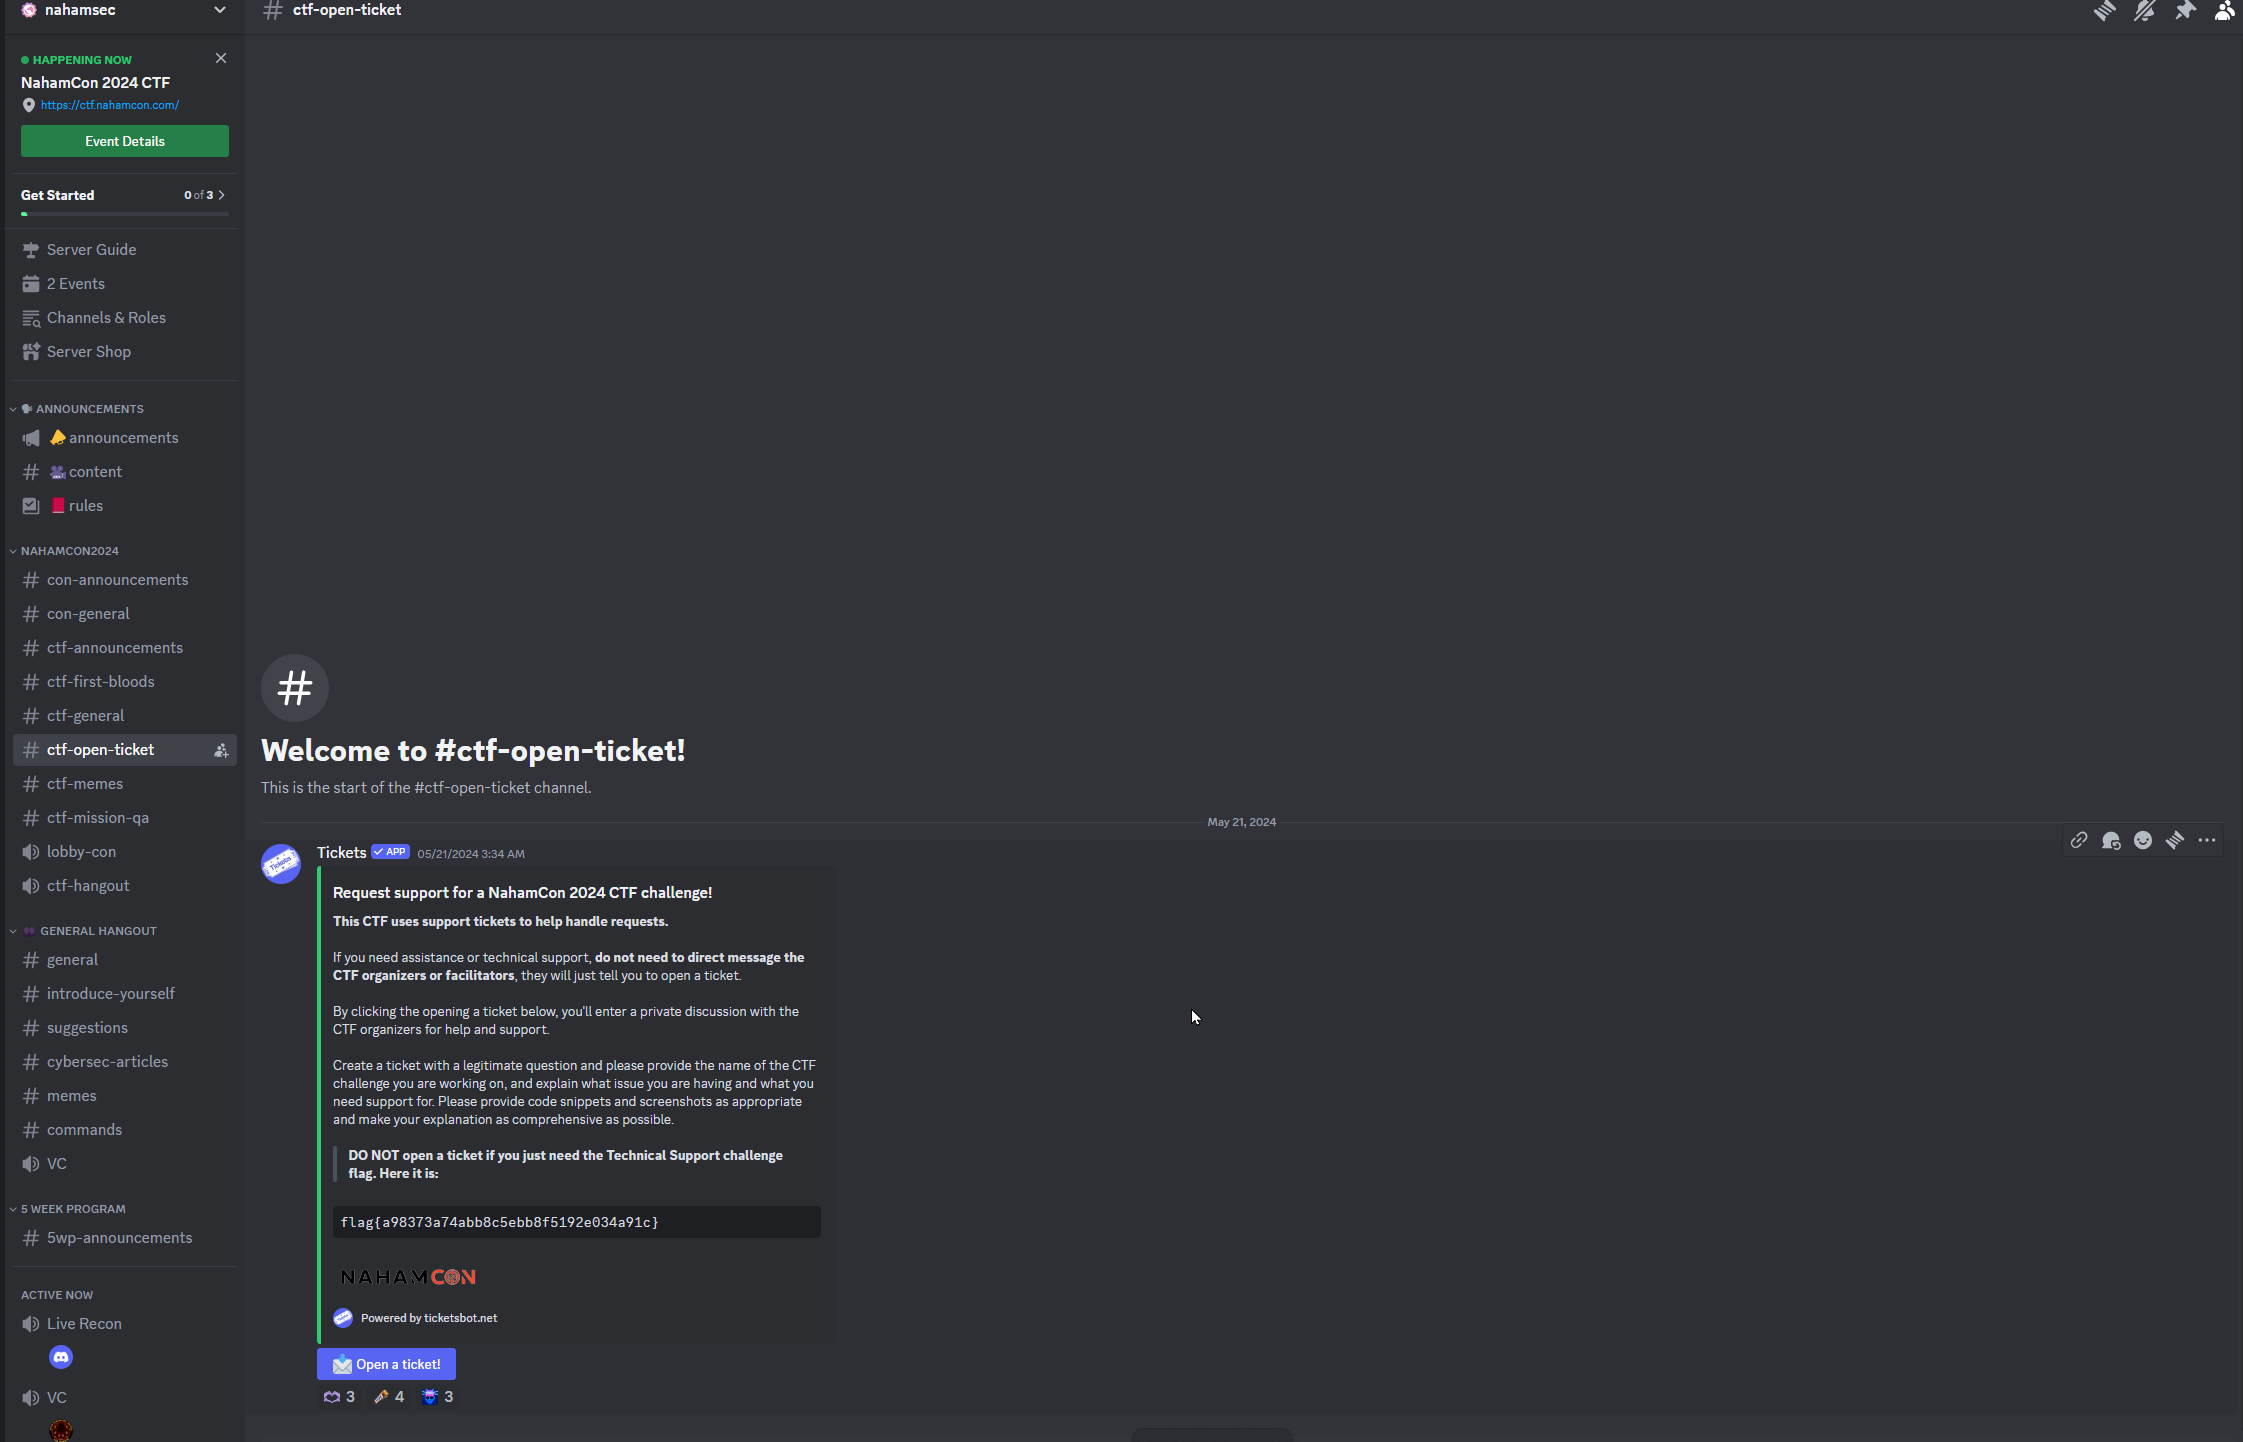 nahamsec
HAPPENING NOW
NahamCon 2024 CTF
https://ctf.nahamcon.com/
Event Details
Get Started
0 of 3
Server Guide
2 Events
Channels & Roles
Server Shop
ANNOUNCEMENTS
announcements
content
rules
NAHAMCON2024
con-announcements
con-general
ctf-announcements
ctf-first-bloods
ctf-general
ctf-open-ticket
ctf-memes
ctf-mission-qa
lobby-con
ctf-hangout
GENERAL HANGOUT
general
introduce-yourself
suggestions
cybersec-articles
memes
commands
VC
5 WEEK PROGRAM
5wp-announcements
ACTIVE NOW
Live Recon
VC
ctf-open-ticket
Welcome to #ctf-open-ticket!
This is the start of the #ctf-open-ticket channel.
May 21, 2024
Tickets
Tickets APP 05/21/2024 3:34 AM
Request support for a NahamCon 2024 CTF challenge!
This CTF uses support tickets to help handle requests.
If you need assistance or technical support, do not need to direct message the
CTF organizers or facilitators, they will just tell you to open a ticket.
By clicking the opening a ticket below, you'll enter a private discussion with the
CTF organizers for help and support.
Create a ticket with a legitimate question and please provide the name of the CTF
challenge you are working on, and explain what issue you are having and what you
need support for. Please provide code snippets and screenshots as appropriate
and make your explanation as comprehensive as possible.
DO NOT open a ticket if you just need the Technical Support challenge
flag. Here it is:
flag{a98373a74abb8c5ebb8f5192e034a91c}
NAHAMCON
Powered by ticketsbot.net
Open a ticket!
3 4 3